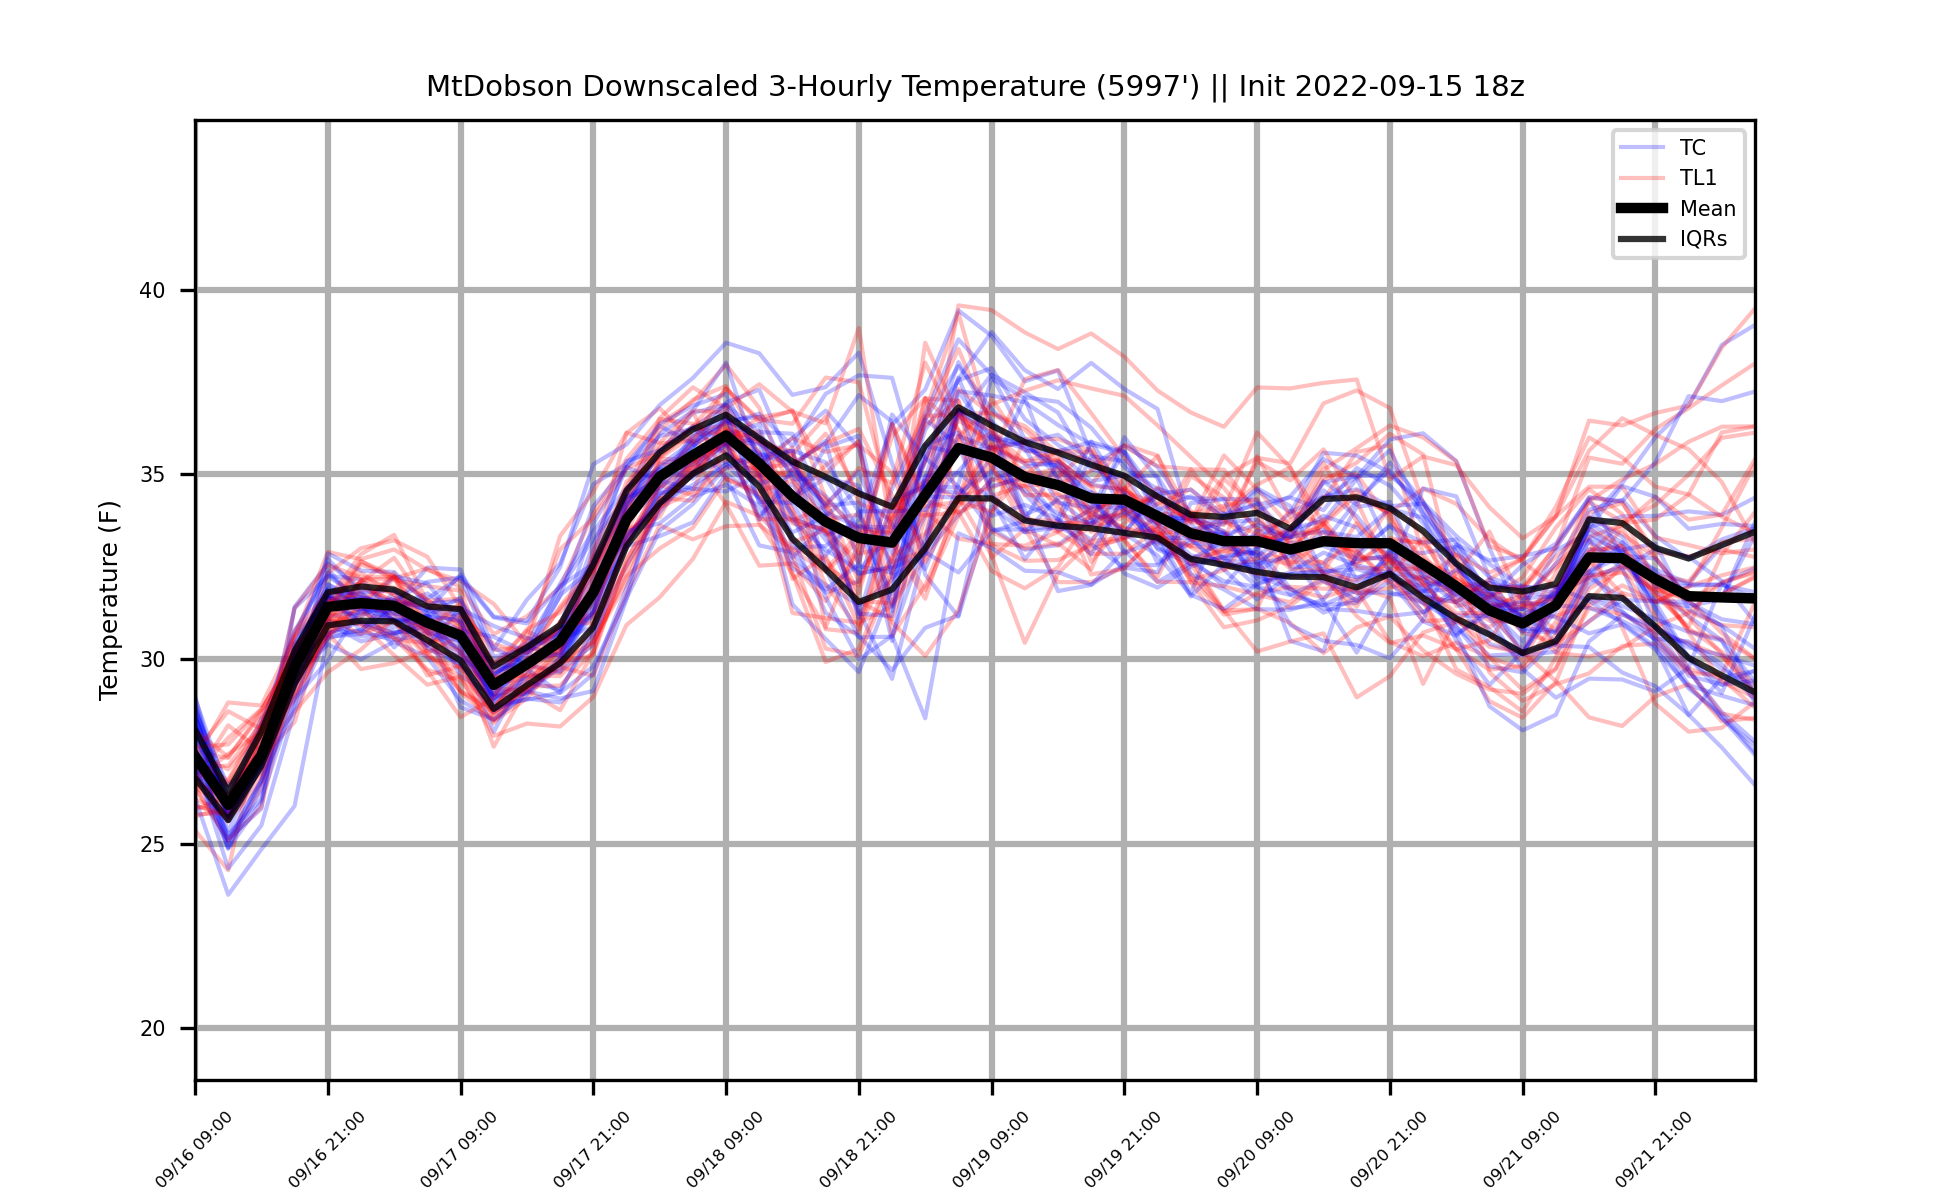 MtDobson Downscaled 3-Hourly Temperature (5997') || Init 2022-09-15 18z
TC
TL1
Mean
IQRs
Temperature (F)
40
35
30
25
20
09/16 09:00
09/16 21:00
09/17 09:00
09/17 21:00
09/18 09:00
09/18 21:00
09/19 09:00
09/19 21:00
09/20 09:00
09/20 21:00
09/21 09:00
09/21 21:00